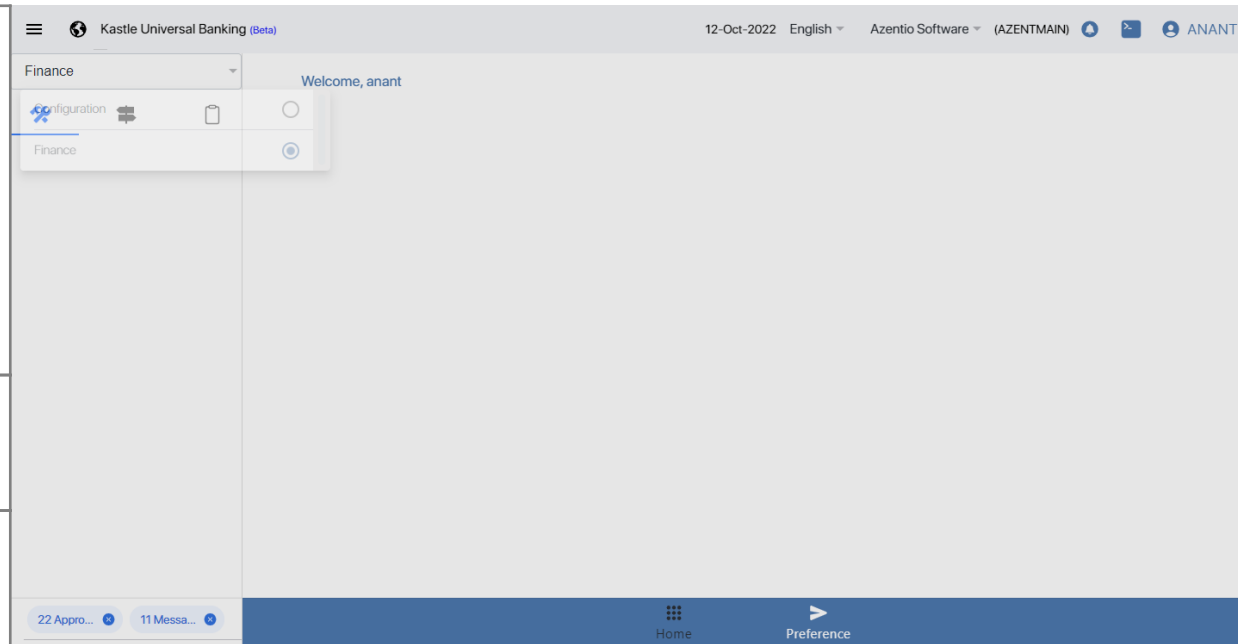 Kastle Universal Banking (Beta) 12-Oct-2022 English Azentio Software (AZENTMAIN) ANANT
Finance
Welcome, anant
Configuration
Finance
22 Appro... 11 Messa...
Home Preference